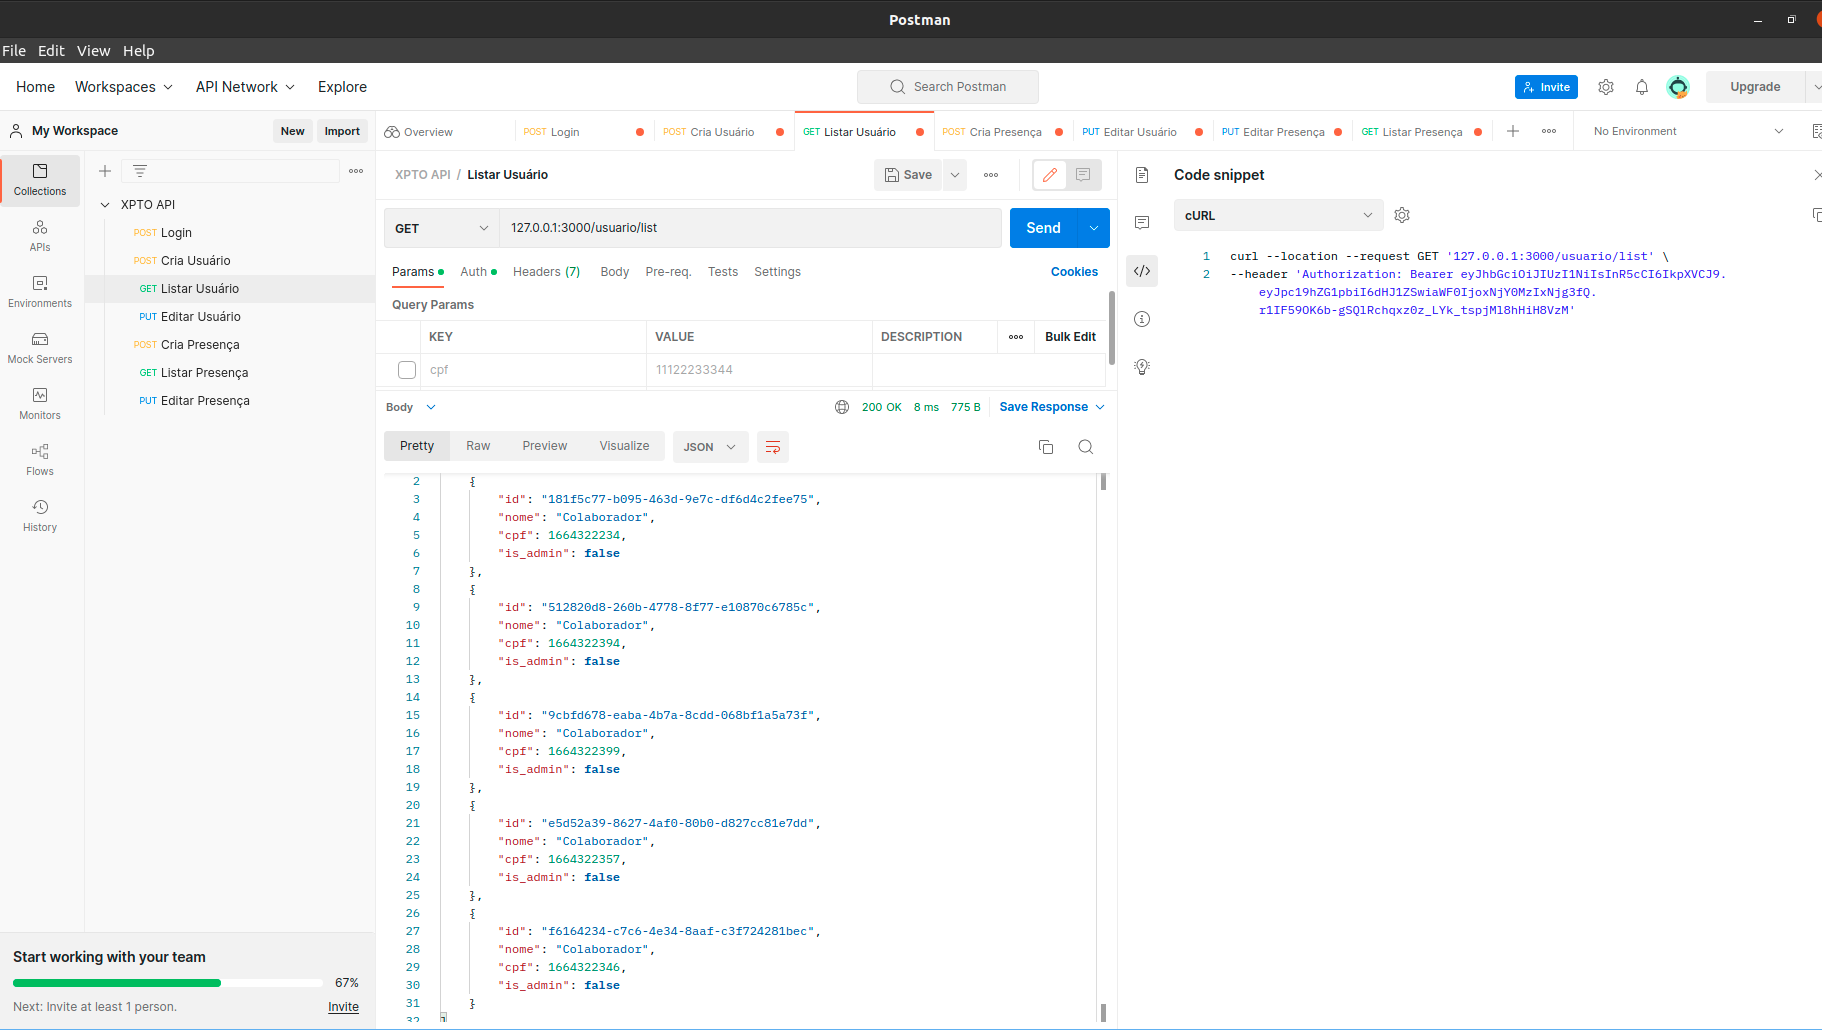 Postman
File Edit View Help
Home Workspaces API Network Explore
Search Postman
Invite
Upgrade
My Workspace
New Import
Overview
POST Login
POST Cria Usuário
GET Listar Usuário
POST Cria Presença
PUT Editar Usuário
PUT Editar Presença
GET Listar Presença
No Environment
Collections
APIs
Environments
Mock Servers
Monitors
Flows
History
XPTO API
POST Login
POST Cria Usuário
GET Listar Usuário
PUT Editar Usuário
POST Cria Presença
GET Listar Presença
PUT Editar Presença
Start working with your team
67%
Next: Invite at least 1 person. Invite
XPTO API / Listar Usuário
Save
GET 127.0.0.1:3000/usuario/list
Send
Params Auth Headers (7) Body Pre-req. Tests Settings Cookies
Query Params
KEY VALUE DESCRIPTION Bulk Edit
cpf 11122233344
Body 200 OK 8 ms 775 B Save Response
Pretty Raw Preview Visualize JSON
2 {
3 "id": "181f5c77-b095-463d-9e7c-df6d4c2fee75",
4 "nome": "Colaborador",
5 "cpf": 1664322234,
6 "is_admin": false
7 },
8 {
9 "id": "512820d8-260b-4778-8f77-e10870c6785c",
10 "nome": "Colaborador",
11 "cpf": 1664322394,
12 "is_admin": false
13 },
14 {
15 "id": "9cbfd678-eaba-4b7a-8cdd-068bf1a5a73f",
16 "nome": "Colaborador",
17 "cpf": 1664322399,
18 "is_admin": false
19 },
20 {
21 "id": "e5d52a39-8627-4af0-80b0-d827cc81e7dd",
22 "nome": "Colaborador",
23 "cpf": 1664322357,
24 "is_admin": false
25 },
26 {
27 "id": "f6164234-c7c6-4e34-8aaf-c3f724281bec",
28 "nome": "Colaborador",
29 "cpf": 1664322346,
30 "is_admin": false
31 }
32 ]
Code snippet
cURL
1 curl --location --request GET '127.0.0.1:3000/usuario/list' \
2 --header 'Authorization: Bearer eyJhbGciOiJIUzI1NiIsInR5cCI6IkpXVCJ9.
eyJpc19hZG1pbiI6dHJ1ZSwiaWF0IjoxNjY0MzIxNjg3fQ.
r1IF59OK6b-gSQlRchqxz0z_LYk_tspjMl8hHiH8VzM'